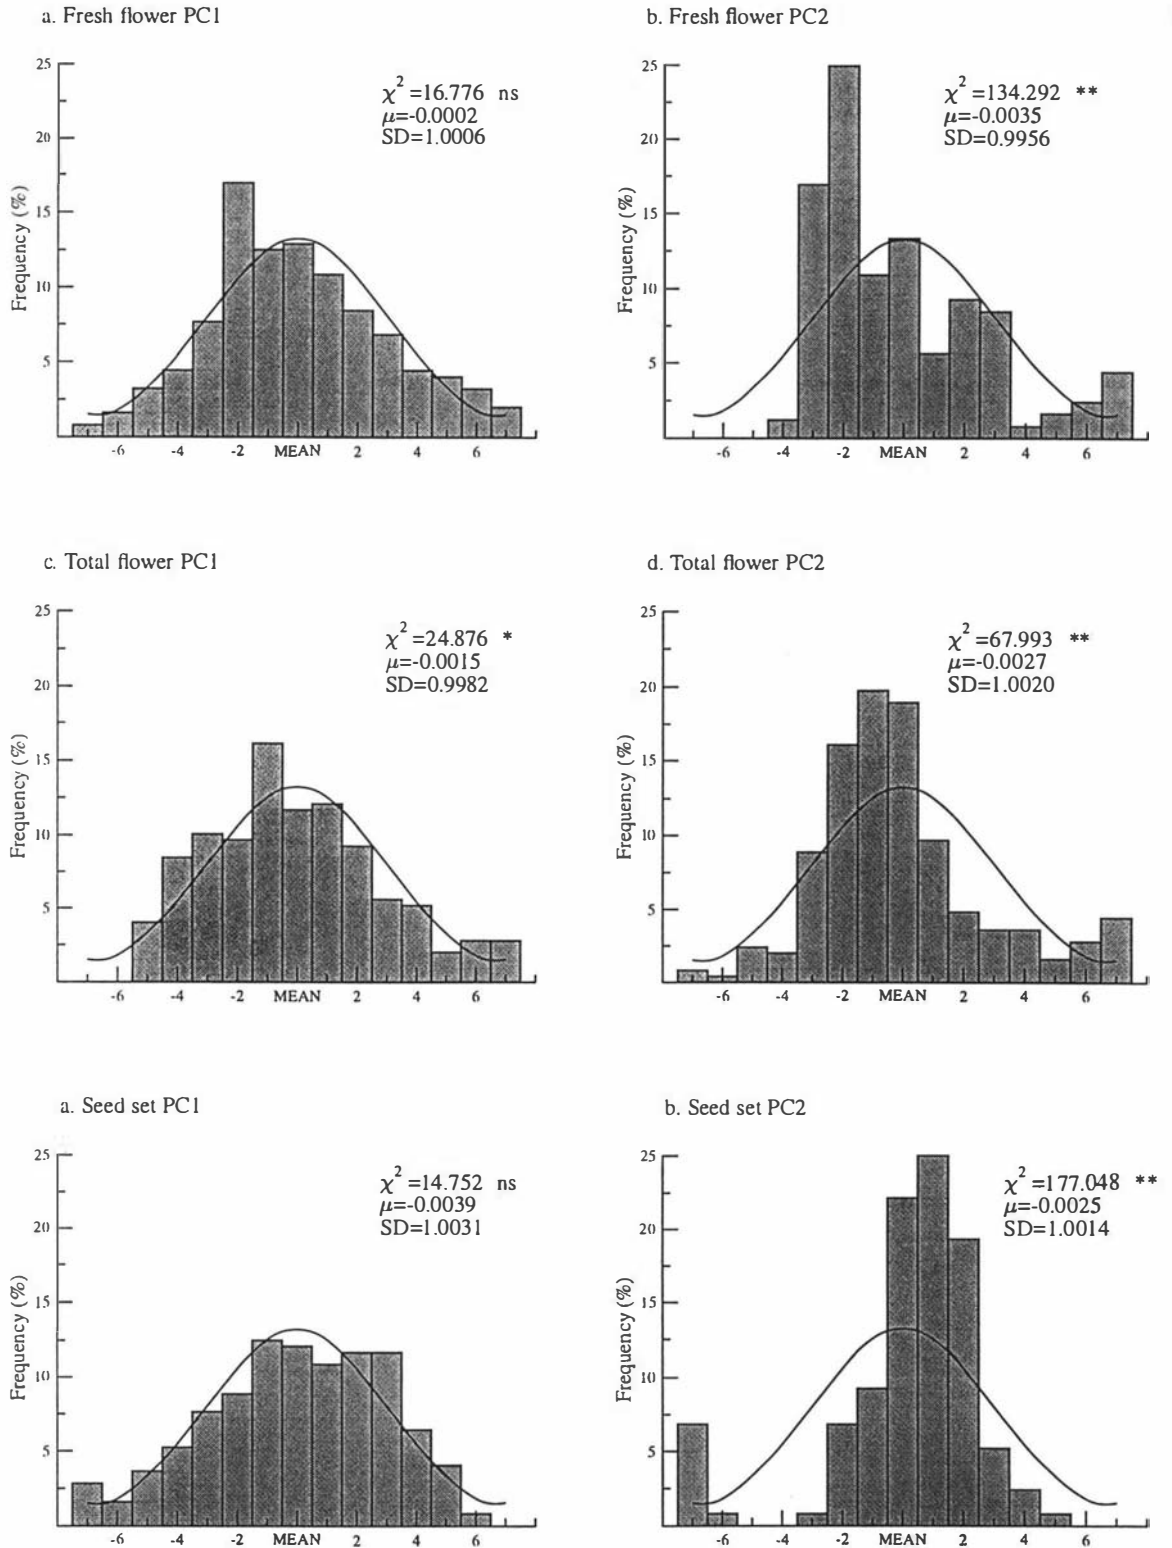 a. Fresh flower PC1
25
20
15
10
5
Frequency (%)
χ² =16.776 ns
μ=-0.0002
SD=1.0006
-6 -4 -2 MEAN 2 4 6
b. Fresh flower PC2
25
20
15
10
5
Frequency (%)
χ² =134.292 **
μ=-0.0035
SD=0.9956
-6 -4 -2 MEAN 2 4 6
c. Total flower PC1
25
20
15
10
5
Frequency (%)
χ² =24.876 *
μ=-0.0015
SD=0.9982
-6 -4 -2 MEAN 2 4 6
d. Total flower PC2
25
20
15
10
5
Frequency (%)
χ² =67.993 **
μ=-0.0027
SD=1.0020
-6 -4 -2 MEAN 2 4 6
a. Seed set PC1
25
20
15
10
5
Frequency (%)
χ² =14.752 ns
μ=-0.0039
SD=1.0031
-6 -4 -2 MEAN 2 4 6
b. Seed set PC2
25
20
15
10
5
Frequency (%)
χ² =177.048 **
μ=-0.0025
SD=1.0014
-6 -4 -2 MEAN 2 4 6